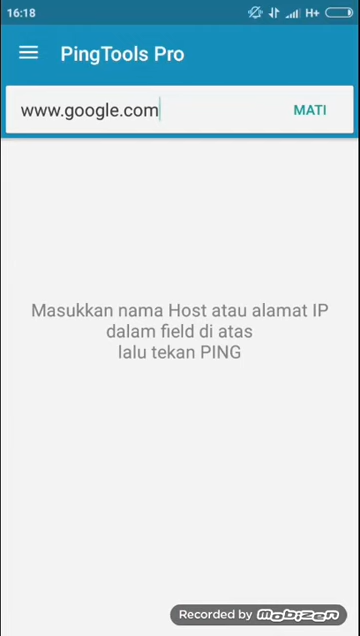 16:18 H+
PingTools Pro
www.google.com MATI
Masukkan nama Host atau alamat IP
dalam field di atas
lalu tekan PING
Recorded by MOBIZEN